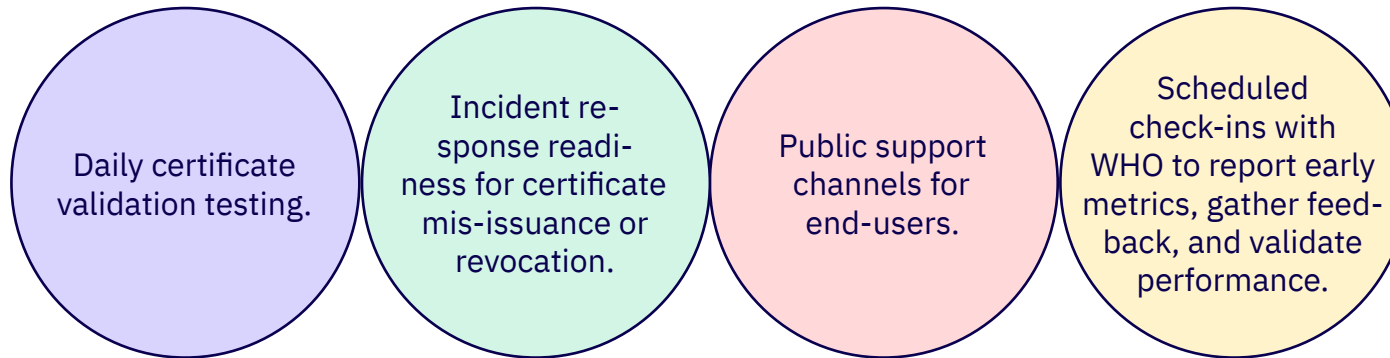 Daily certificate
validation testing.
Incident re-
sponse readi-
ness for certificate
mis-issuance or
revocation.
Public support
channels for
end-users.
Scheduled
check-ins with
WHO to report early
metrics, gather feed-
back, and validate
performance.